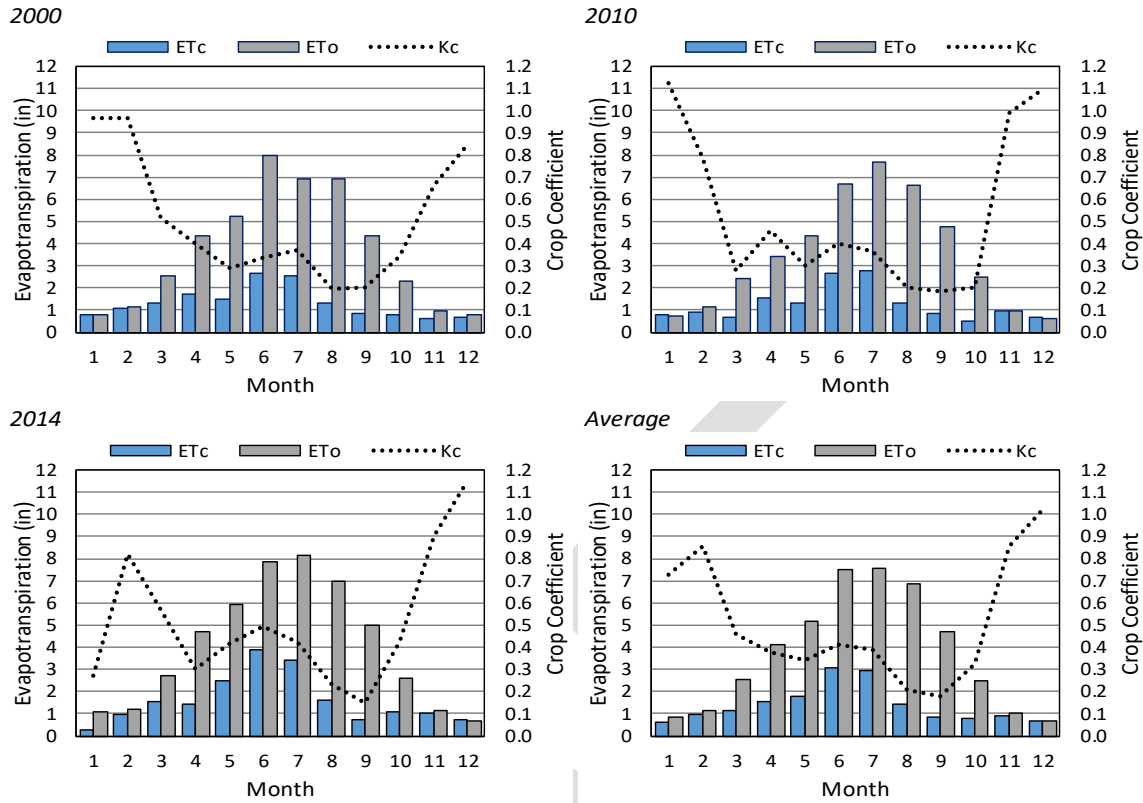 2000
ETc ETo Kc
12 11 10 9 8 7 6 5 4 3 2 1 0
Evapotranspiration (in)
1.2 1.1 1.0 0.9 0.8 0.7 0.6 0.5 0.4 0.3 0.2 0.1 0.0
Crop Coefficient
1 2 3 4 5 6 7 8 9 10 11 12
Month
2010
ETc ETo Kc
12 11 10 9 8 7 6 5 4 3 2 1 0
Evapotranspiration (in)
1.2 1.1 1.0 0.9 0.8 0.7 0.6 0.5 0.4 0.3 0.2 0.1 0.0
Crop Coefficient
1 2 3 4 5 6 7 8 9 10 11 12
Month
2014
ETc ETo Kc
12 11 10 9 8 7 6 5 4 3 2 1 0
Evapotranspiration (in)
1.2 1.1 1.0 0.9 0.8 0.7 0.6 0.5 0.4 0.3 0.2 0.1 0.0
Crop Coefficient
1 2 3 4 5 6 7 8 9 10 11 12
Month
Average
ETc ETo Kc
12 11 10 9 8 7 6 5 4 3 2 1 0
Evapotranspiration (in)
1.2 1.1 1.0 0.9 0.8 0.7 0.6 0.5 0.4 0.3 0.2 0.1 0.0
Crop Coefficient
1 2 3 4 5 6 7 8 9 10 11 12
Month